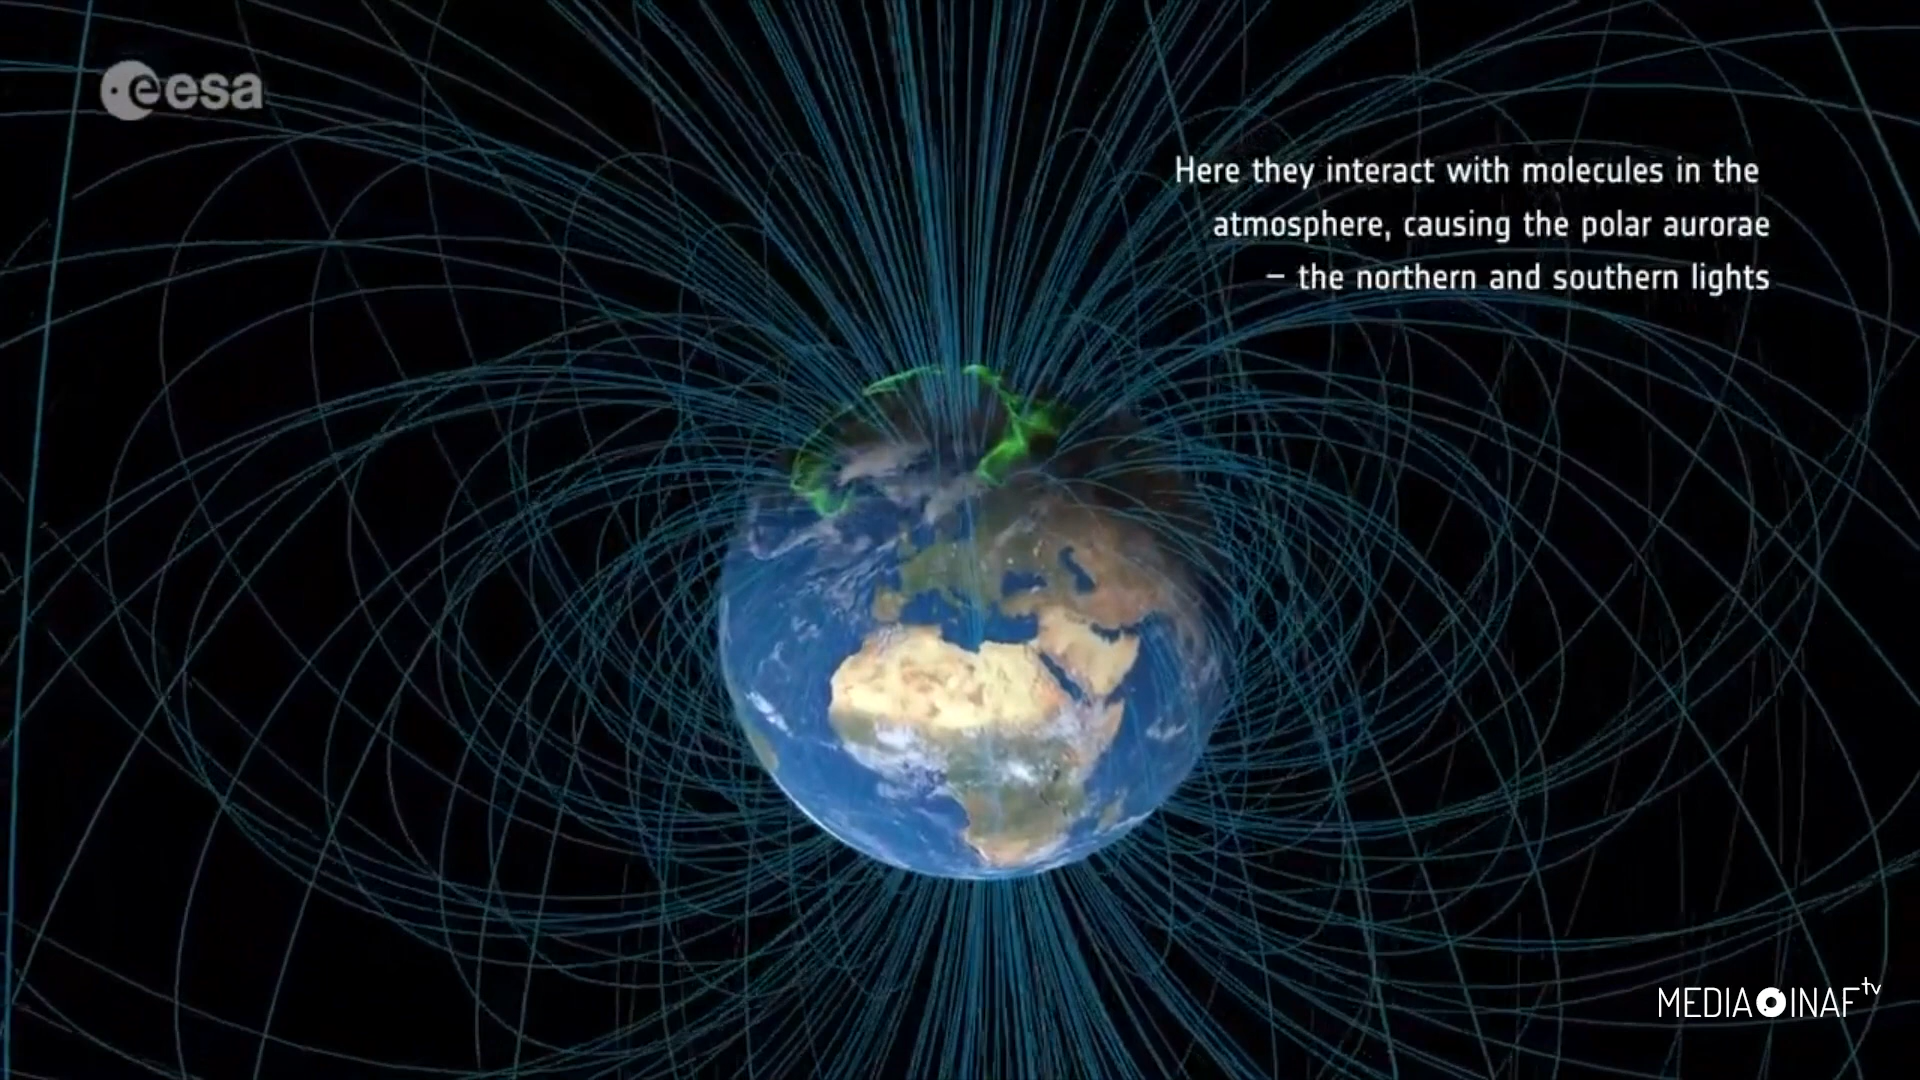 eesa
Here they interact with molecules in the
atmosphere, causing the polar aurorae
– the northern and southern lights
MEDIA INAF tv